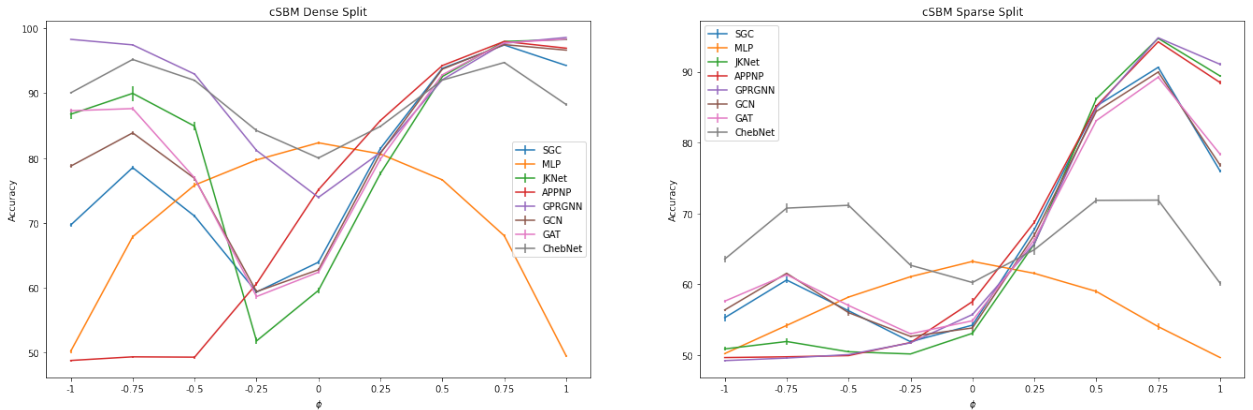 cSBM Dense Split
100
90
80
70
60
50
Accuracy
-1 -0.75 -0.5 -0.25 0 0.25 0.5 0.75 1
ϕ
SGC
MLP
JKNet
APPNP
GPRGNN
GCN
GAT
ChebNet
cSBM Sparse Split
90
80
70
60
50
Accuracy
-1 -0.75 -0.5 -0.25 0 0.25 0.5 0.75 1
ϕ
SGC
MLP
JKNet
APPNP
GPRGNN
GCN
GAT
ChebNet